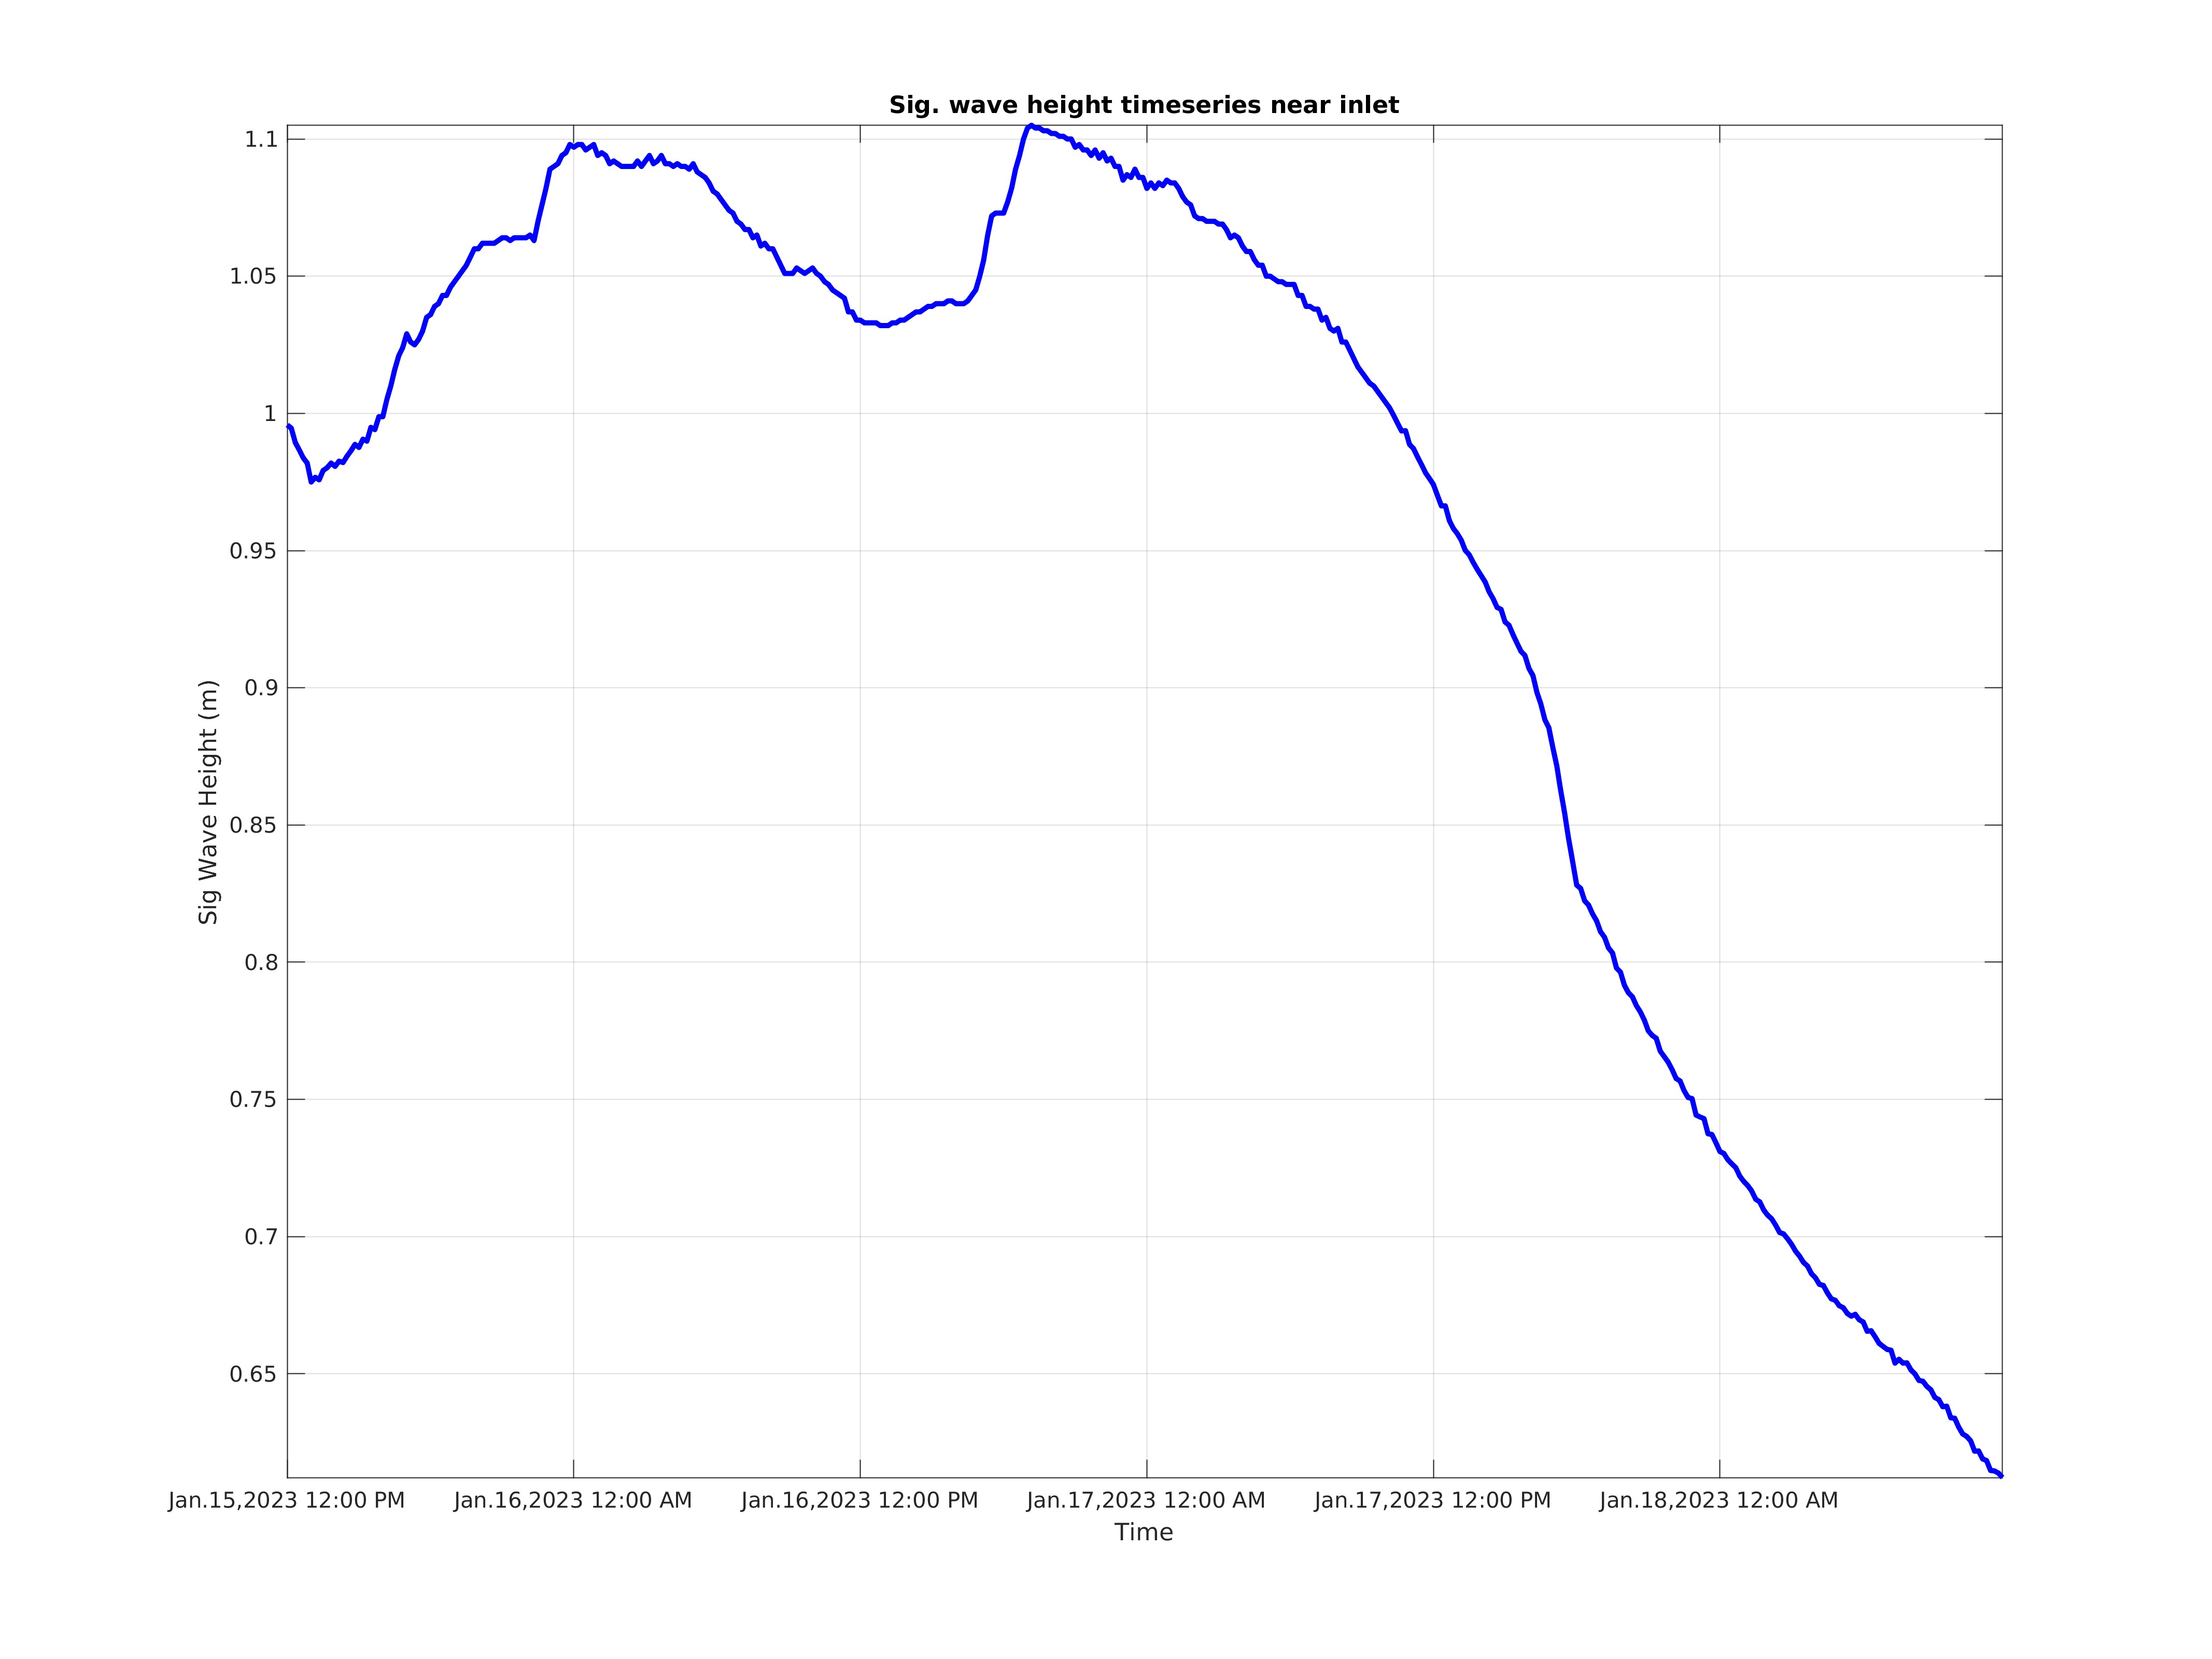 Sig. wave height timeseries near inlet
1.1
1.05
1
0.95
0.9
0.85
0.8
0.75
0.7
0.65
Sig Wave Height (m)
Jan.15,2023 12:00 PM Jan.16,2023 12:00 AM Jan.16,2023 12:00 PM Jan.17,2023 12:00 AM Jan.17,2023 12:00 PM Jan.18,2023 12:00 AM
Time